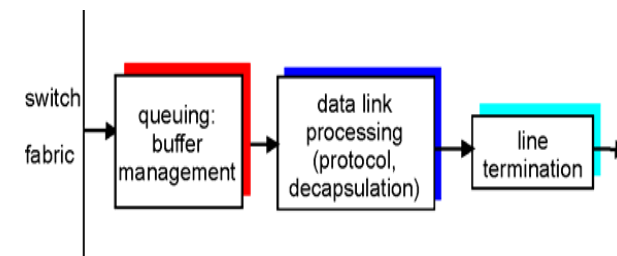 switch
fabric
queuing:
buffer
management
data link
processing
(protocol,
decapsulation)
line
termination